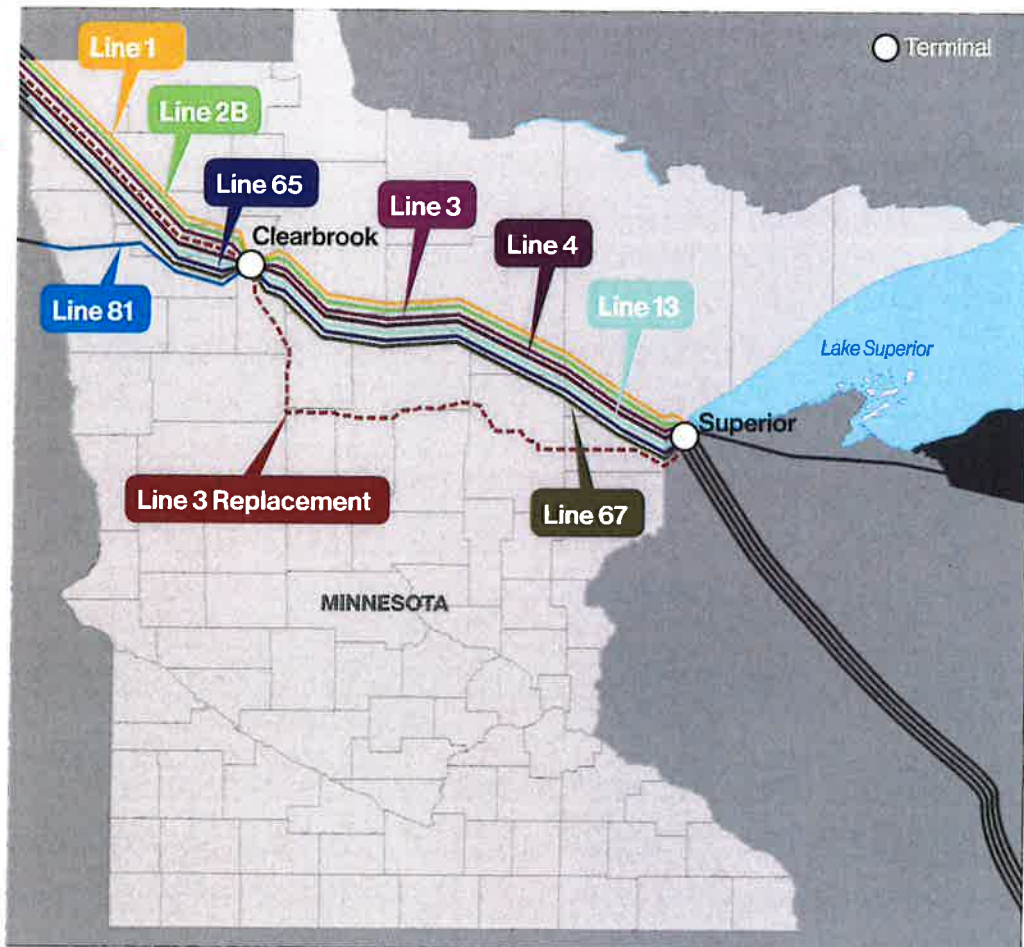 Line 1
Terminal
Line 2B
Line 65
Line 3
Clearbrook
Line 4
Line 81
Line 13
Lake Superior
Superior
Line 3 Replacement
Line 67
MINNESOTA